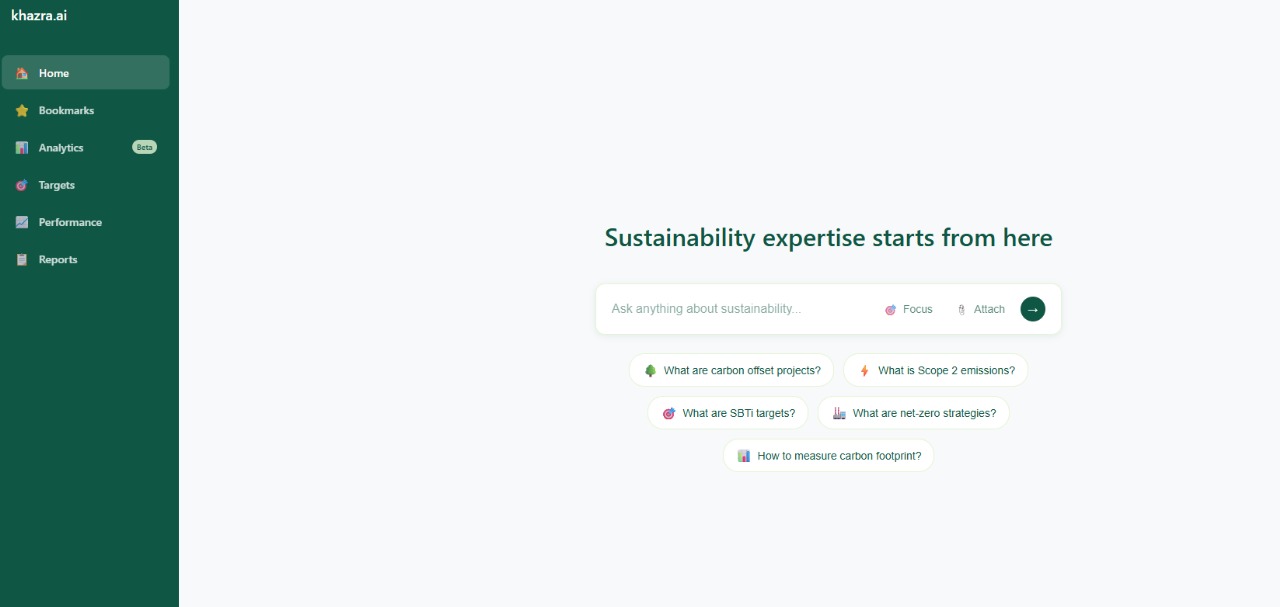 khazra.ai
Home
Bookmarks
Analytics Beta
Targets
Performance
Reports
Sustainability expertise starts from here
Ask anything about sustainability... Focus Attach →
What are carbon offset projects? What is Scope 2 emissions?
What are SBTi targets? What are net-zero strategies?
How to measure carbon footprint?